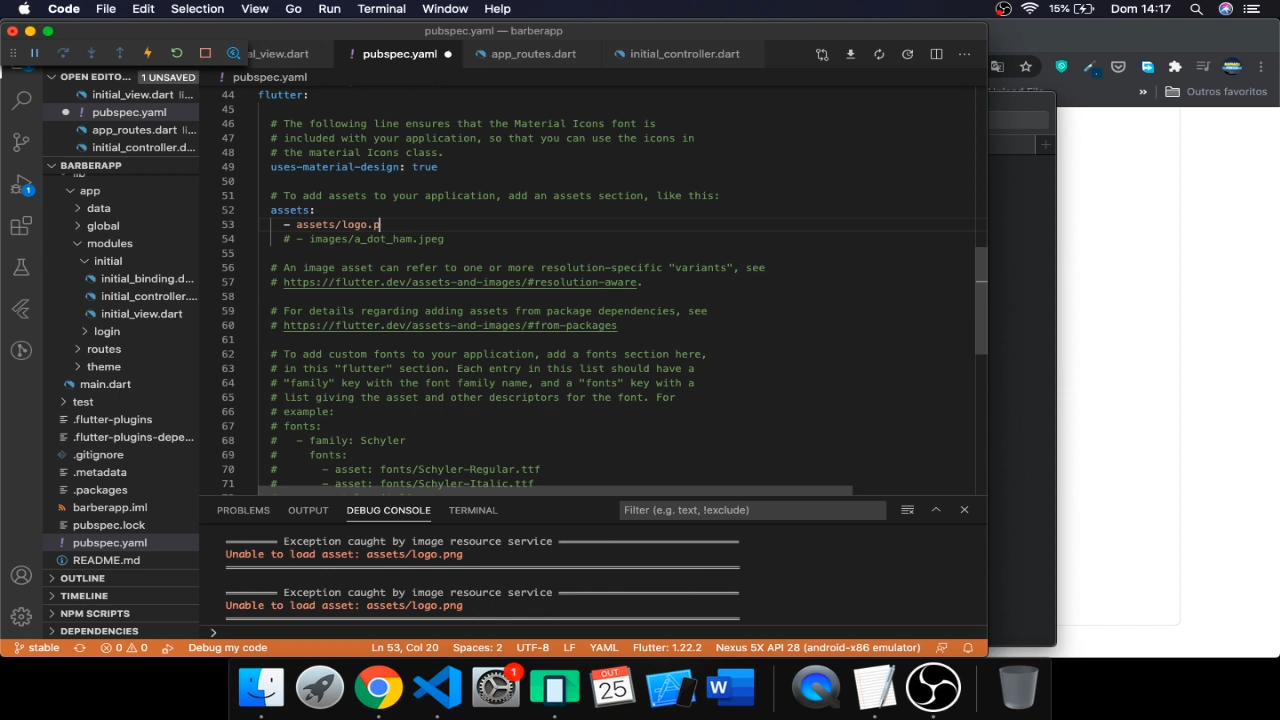 Code File Edit Selection View Go Run Terminal Window Help 15% Dom 14:17
pubspec.yaml — barberapp
al_view.dart pubspec.yaml app_routes.dart initial_controller.dart
OPEN EDITO... 1 UNSAVED
pubspec.yaml
initial_view.dart li...
pubspec.yaml
app_routes.dart li...
initial_controller.d...
BARBERAPP
lib
app
data
global
modules
initial
initial_binding.d...
initial_controller....
initial_view.dart
login
routes
theme
main.dart
test
.flutter-plugins
.flutter-plugins-depe...
.gitignore
.metadata
.packages
barberapp.iml
pubspec.lock
pubspec.yaml
README.md
OUTLINE
TIMELINE
NPM SCRIPTS
DEPENDENCIES
1
44 flutter:
45
46 # The following line ensures that the Material Icons font is
47 # included with your application, so that you can use the icons in
48 # the material Icons class.
49 uses-material-design: true
50
51 # To add assets to your application, add an assets section, like this:
52 assets:
53 - assets/logo.p
54 # - images/a_dot_ham.jpeg
55
56 # An image asset can refer to one or more resolution-specific "variants", see
57 # https://flutter.dev/assets-and-images/#resolution-aware.
58
59 # For details regarding adding assets from package dependencies, see
60 # https://flutter.dev/assets-and-images/#from-packages
61
62 # To add custom fonts to your application, add a fonts section here,
63 # in this "flutter" section. Each entry in this list should have a
64 # "family" key with the font family name, and a "fonts" key with a
65 # list giving the asset and other descriptors for the font. For
66 # example:
67 # fonts:
68 # - family: Schyler
69 # fonts:
70 # - asset: fonts/Schyler-Regular.ttf
71 # - asset: fonts/Schyler-Italic.ttf
PROBLEMS OUTPUT DEBUG CONSOLE TERMINAL Filter (e.g. text, !exclude)
════════ Exception caught by image resource service ════════════════════════════
Unable to load asset: assets/logo.png
════════════════════════════════════════════════════════════════════════════════
════════ Exception caught by image resource service ════════════════════════════
Unable to load asset: assets/logo.png
════════════════════════════════════════════════════════════════════════════════
>
stable 0 0 Debug my code Ln 53, Col 20 Spaces: 2 UTF-8 LF YAML Flutter: 1.22.2 Nexus 5X API 28 (android-x86 emulator)
Upload File
» Outros favoritos
1
OUT
25
W